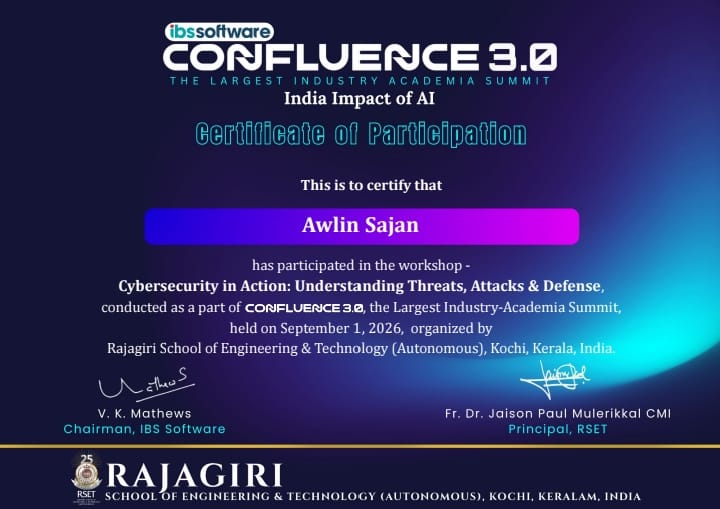 ibssoftware
CONFLUENCE 3.0
THE LARGEST INDUSTRY ACADEMIA SUMMIT
India Impact of AI
Certificate of Participation
This is to certify that
Awlin Sajan
has participated in the workshop -
Cybersecurity in Action: Understanding Threats, Attacks & Defense,
conducted as a part of CONFLUENCE 3.0, the Largest Industry-Academia Summit,
held on September 1, 2026, organized by
Rajagiri School of Engineering & Technology (Autonomous), Kochi, Kerala, India.
Mathews
V. K. Mathews
Chairman, IBS Software
Fr. Dr. Jaison Paul Mulerikkal CMI
Principal, RSET
25
RSET
RAJAGIRI
SCHOOL OF ENGINEERING & TECHNOLOGY (AUTONOMOUS), KOCHI, KERALAM, INDIA